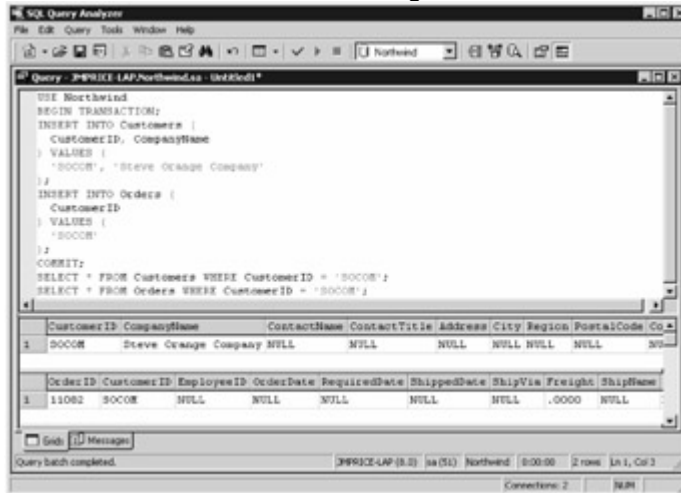 SQL Query Analyzer
File Edit Query Tools Window Help
Northwind
Query - JMPRICE-LAP.Northwind.sa - Untitled1*
USE Northwind
BEGIN TRANSACTION;
INSERT INTO Customers (
CustomerID, CompanyName
) VALUES (
'SOCOM', 'Steve Orange Company'
);
INSERT INTO Orders (
CustomerID
) VALUES (
'SOCOM'
);
COMMIT;
SELECT * FROM Customers WHERE CustomerID = 'SOCOM';
SELECT * FROM Orders WHERE CustomerID = 'SOCOM';
CustomerID CompanyName ContactName ContactTitle Address City Region PostalCode Co
1 SOCOM Steve Orange Company NULL NULL NULL NULL NULL NULL NU
OrderID CustomerID EmployeeID OrderDate RequiredDate ShippedDate ShipVia Freight ShipName
1 11082 SOCOM NULL NULL NULL NULL NULL .0000 NULL
Grids Messages
Query batch completed. JMPRICE-LAP (8.0) sa (51) Northwind 0:00:00 2 rows Ln 1, Col 3
Connections: 2 NUM